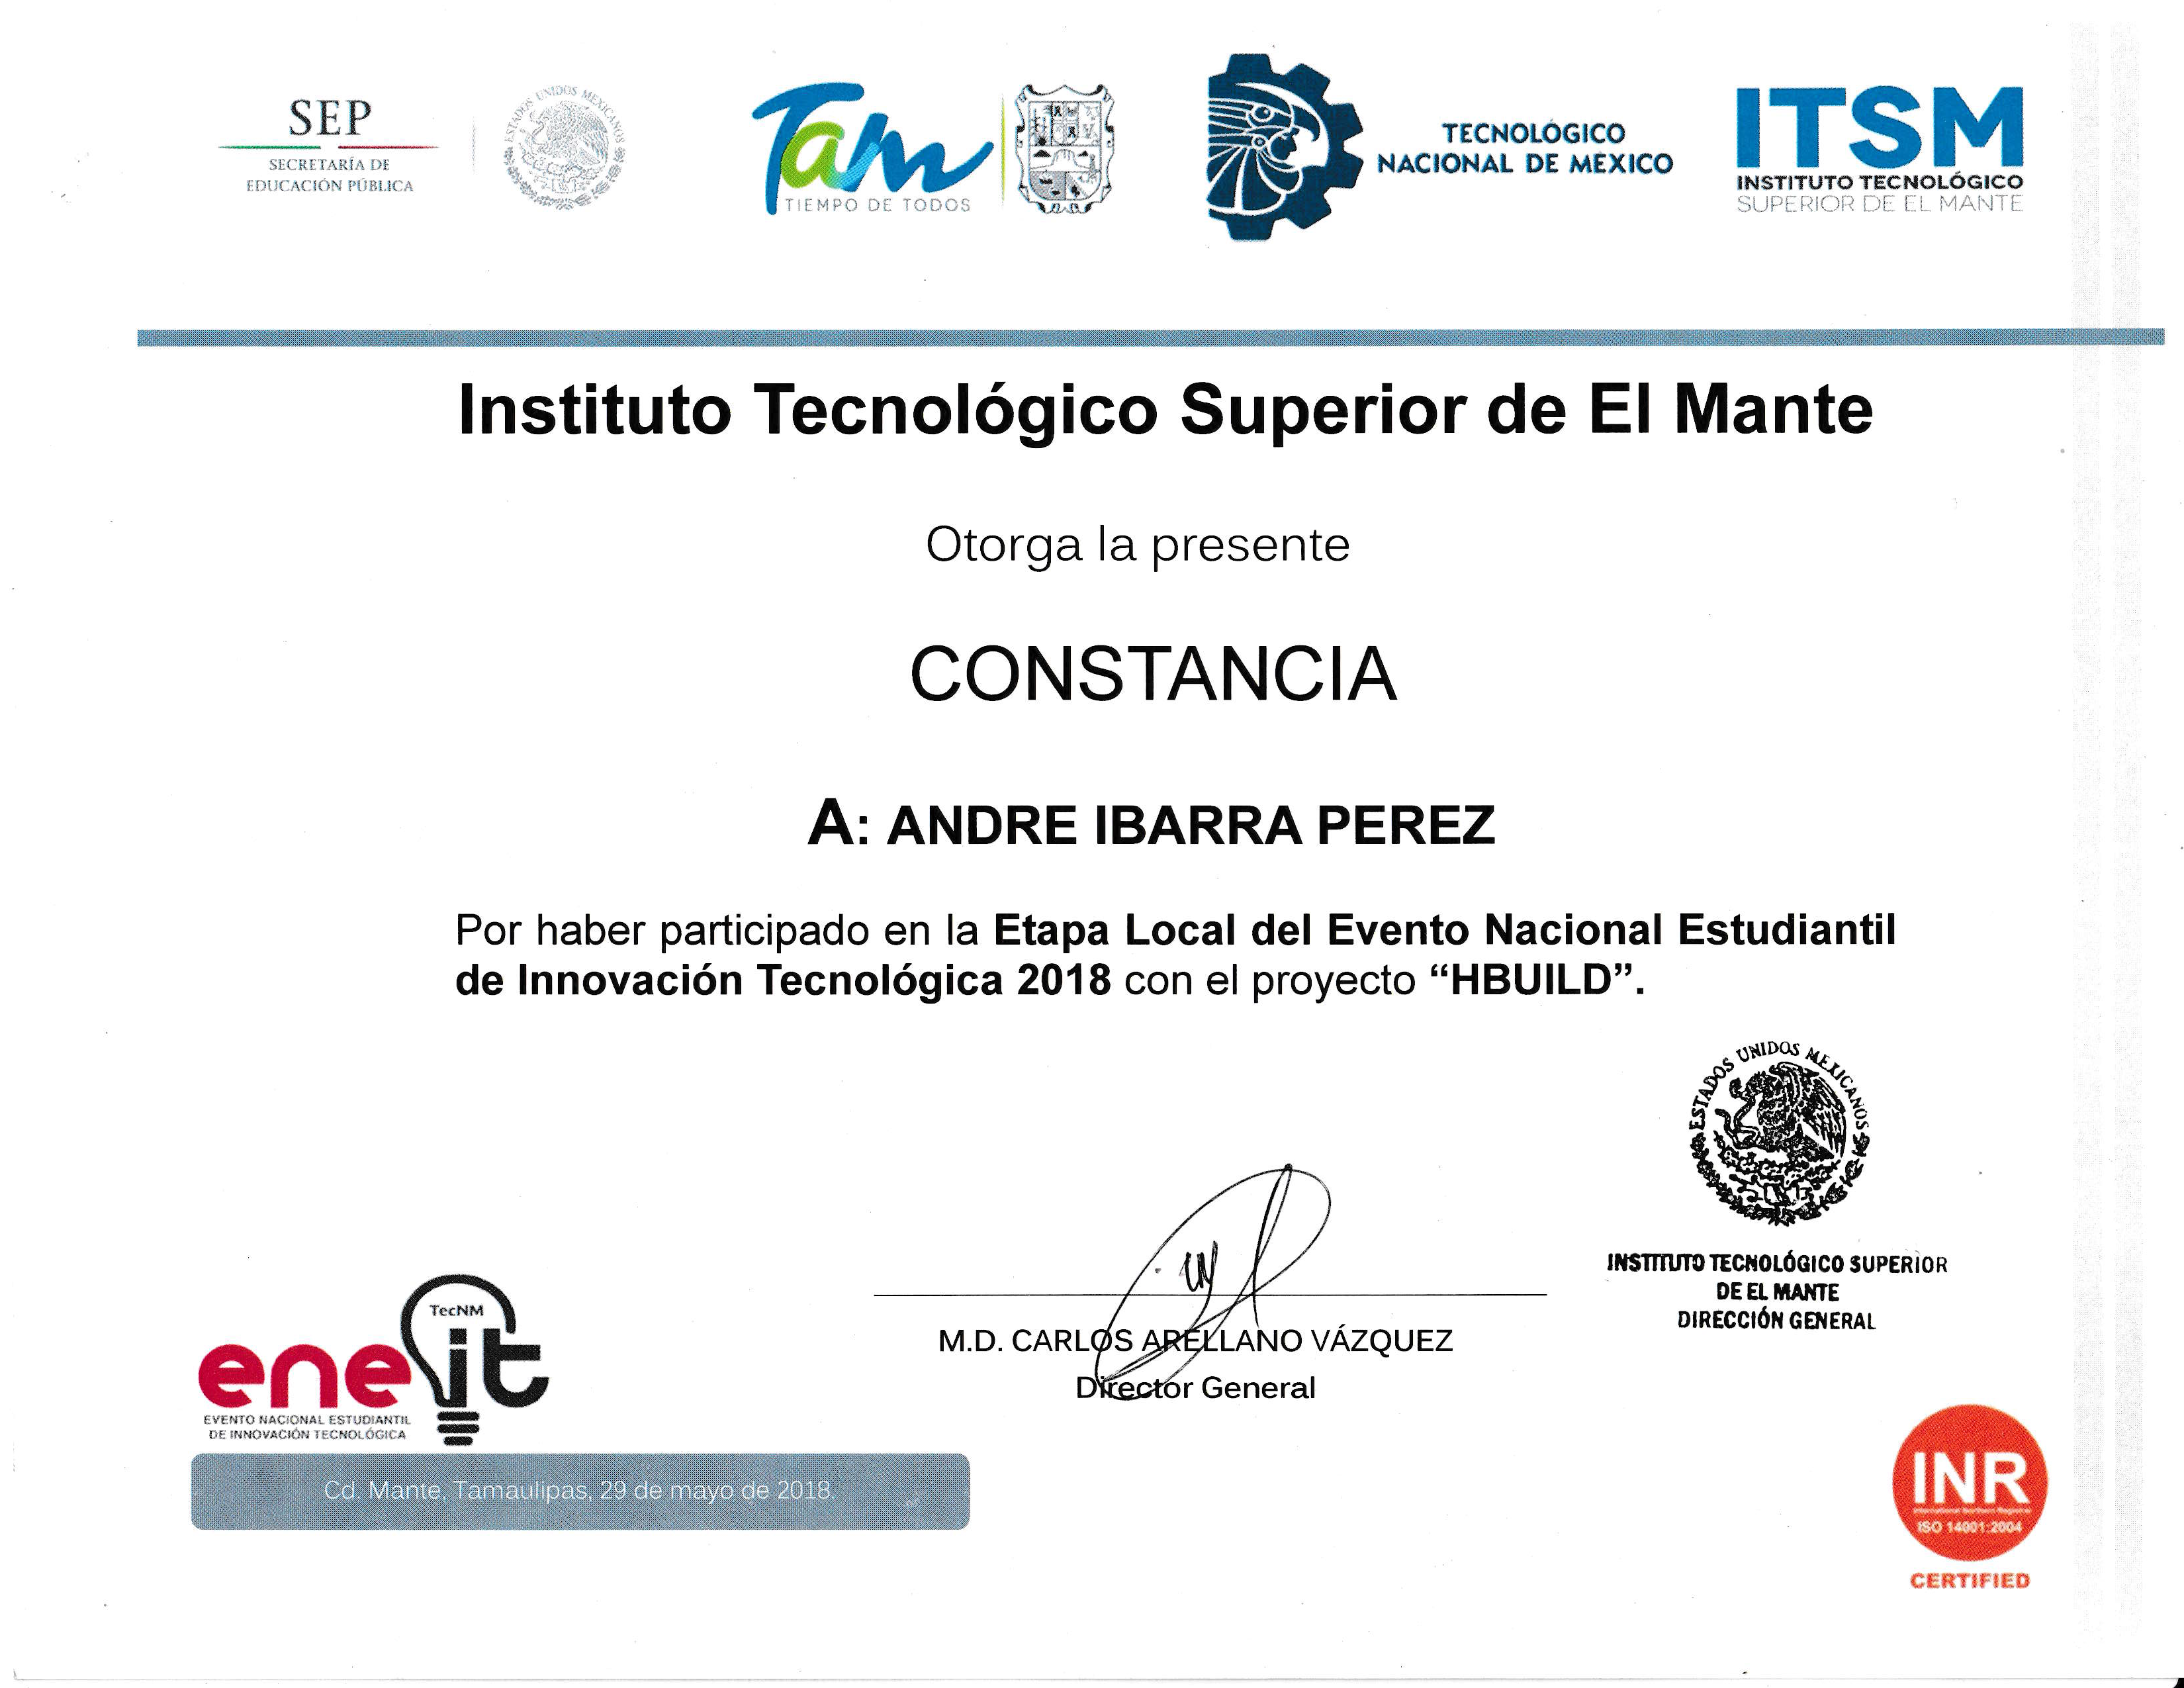 SEP
SECRETARÍA DE
EDUCACIÓN PÚBLICA
ESTADOS UNIDOS MEXICANOS
Tam
TIEMPO DE TODOS
TECNOLÓGICO
NACIONAL DE MÉXICO
ITSM
INSTITUTO TECNOLÓGICO
SUPERIOR DE EL MANTE
Instituto Tecnológico Superior de El Mante
Otorga la presente
CONSTANCIA
A: ANDRE IBARRA PEREZ
Por haber participado en la Etapa Local del Evento Nacional Estudiantil
de Innovación Tecnológica 2018 con el proyecto “HBUILD”.
ESTADOS UNIDOS MEXICANOS
INSTITUTO TECNOLÓGICO SUPERIOR
DE EL MANTE
DIRECCIÓN GENERAL
M.D. CARLOS ARELLANO VÁZQUEZ
Director General
TecNM
eneit
EVENTO NACIONAL ESTUDIANTIL
DE INNOVACIÓN TECNOLÓGICA
Cd. Mante, Tamaulipas, 29 de mayo de 2018.
INR
International Northern Registrar
ISO 14001:2004
CERTIFIED